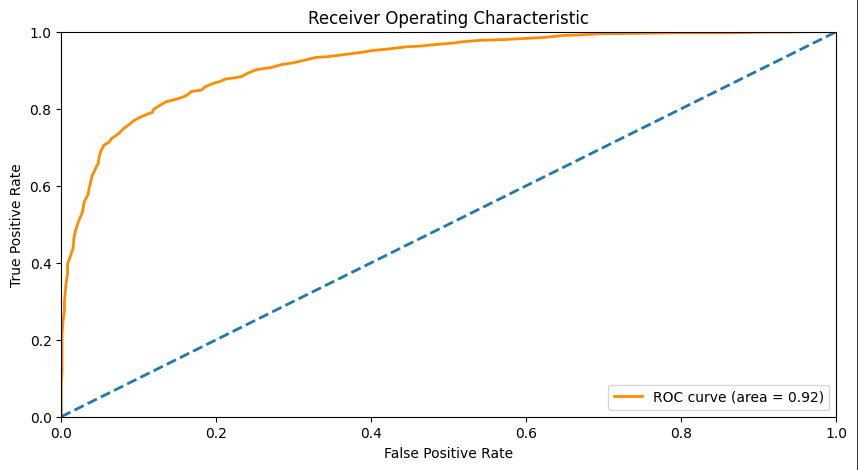 Receiver Operating Characteristic
True Positive Rate
1.0
0.8
0.6
0.4
0.2
0.0
ROC curve (area = 0.92)
0.0 0.2 0.4 0.6 0.8 1.0
False Positive Rate